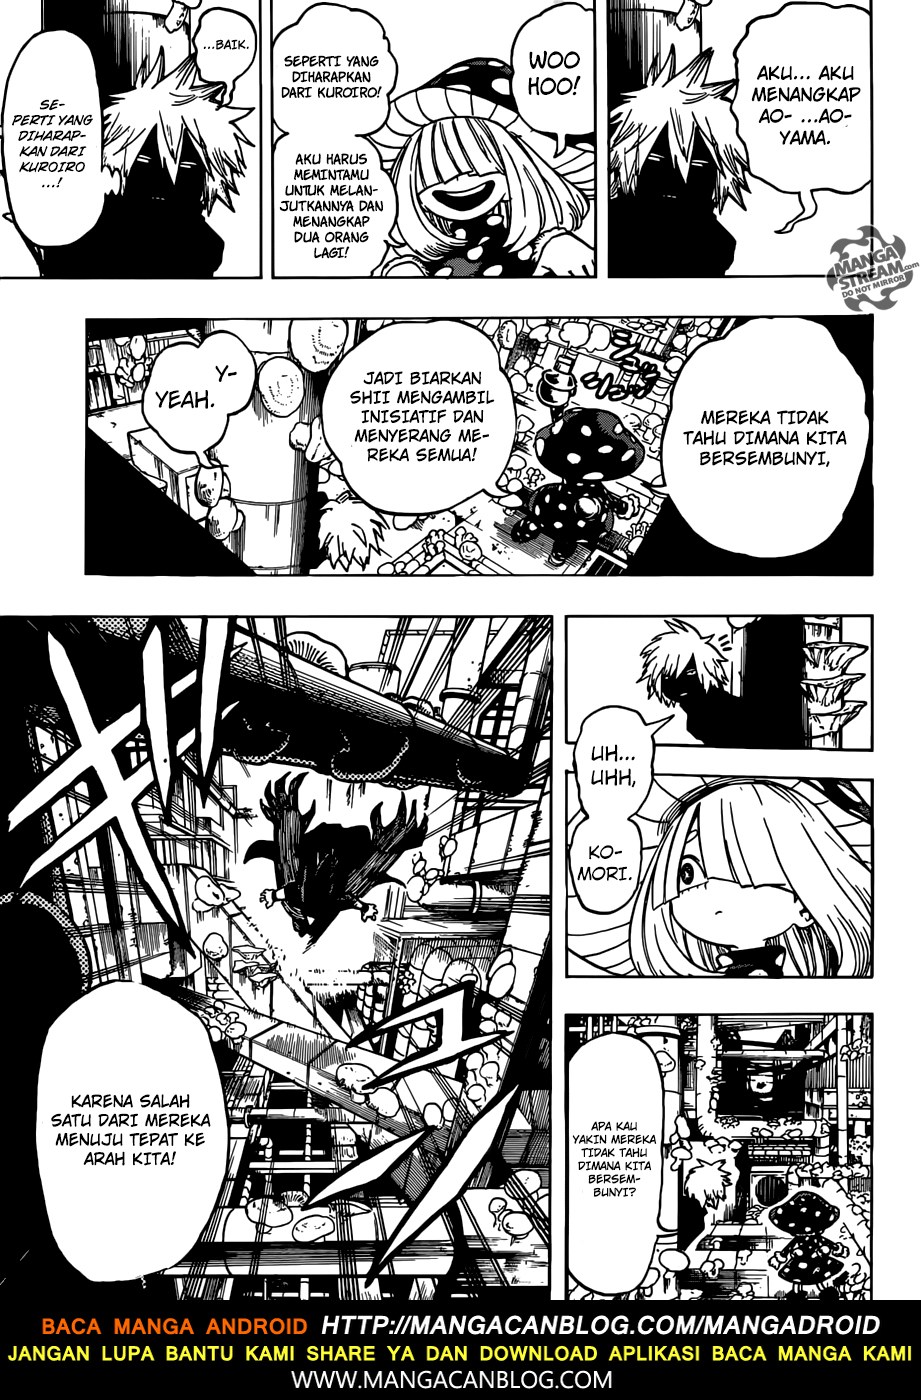 AKU... AKU
MENANGKAP
AO- ...AO-
YAMA.
WOO
HOO!
SEPERTI YANG
DIHARAPKAN
DARI KUROIRO!
AKU HARUS
MEMINTAMU
UNTUK MELAN-
JUTKANNYA DAN
MENANGKAP
DUA ORANG
LAGI!
...BAIK.
SE-
PERTI YANG
DIHARAP-
KAN DARI
KUROIRO
...!
MANGA
STREAM.com
DO NOT MIRROR!
MEREKA TIDAK
TAHU DIMANA KITA
BERSEMBUNYI,
JADI BIARKAN
SHII MENGAMBIL
INISIATIF DAN
MENYERANG ME-
REKA SEMUA!
Y-
YEAH.
UH...
UHH,
KO-
MORI.
APA KAU
YAKIN MEREKA
TIDAK TAHU
DIMANA KITA
BERSEM-
BUNYI?
KARENA SALAH
SATU DARI MEREKA
MENUJU TEPAT KE
ARAH KITA!
BACA MANGA ANDROID HTTP://MANGACANBLOG.COM/MANGADROID
JANGAN LUPA BANTU KAMI SHARE YA DAN DOWNLOAD APLIKASI BACA MANGA KAMI
WWW.MANGACANBLOG.COM